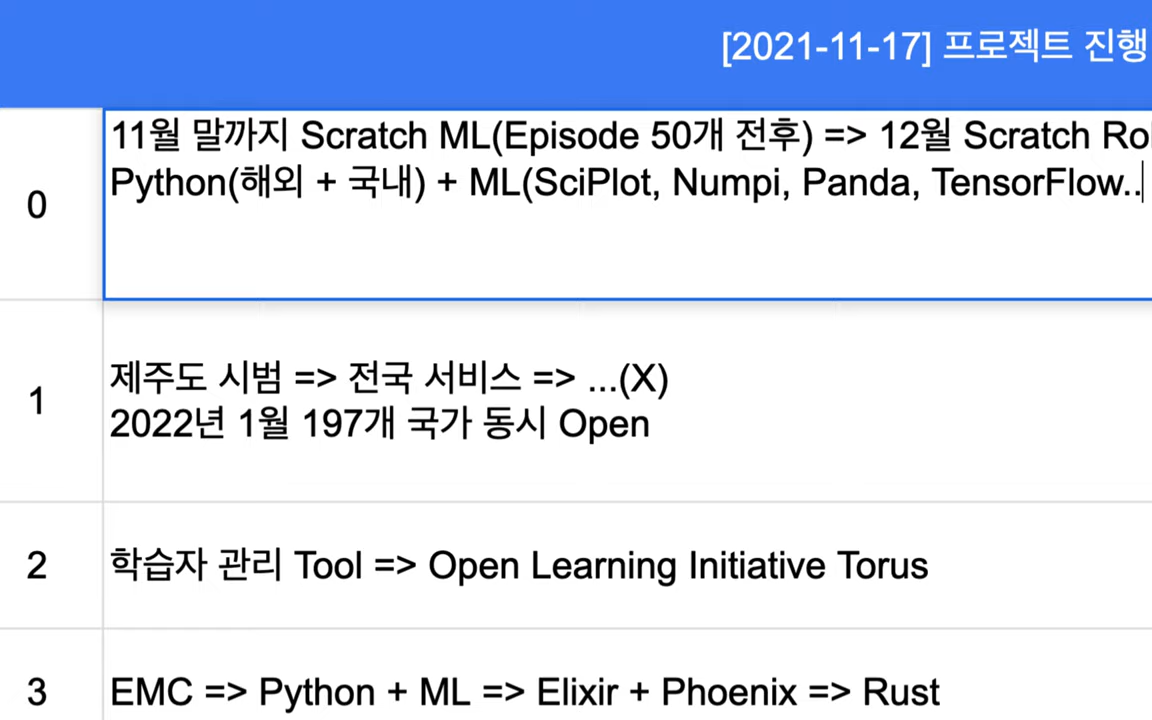 [2021-11-17] 프로젝트 진행
0
11월 말까지 Scratch ML(Episode 50개 전후) => 12월 Scratch
Python(해외 + 국내) + ML(SciPlot, Numpi, Panda, TensorFlow..
1
제주도 시범 => 전국 서비스 => ...(X)
2022년 1월 197개 국가 동시 Open
2
학습자 관리 Tool => Open Learning Initiative Torus
3
EMC => Python + ML => Elixir + Phoenix => Rust